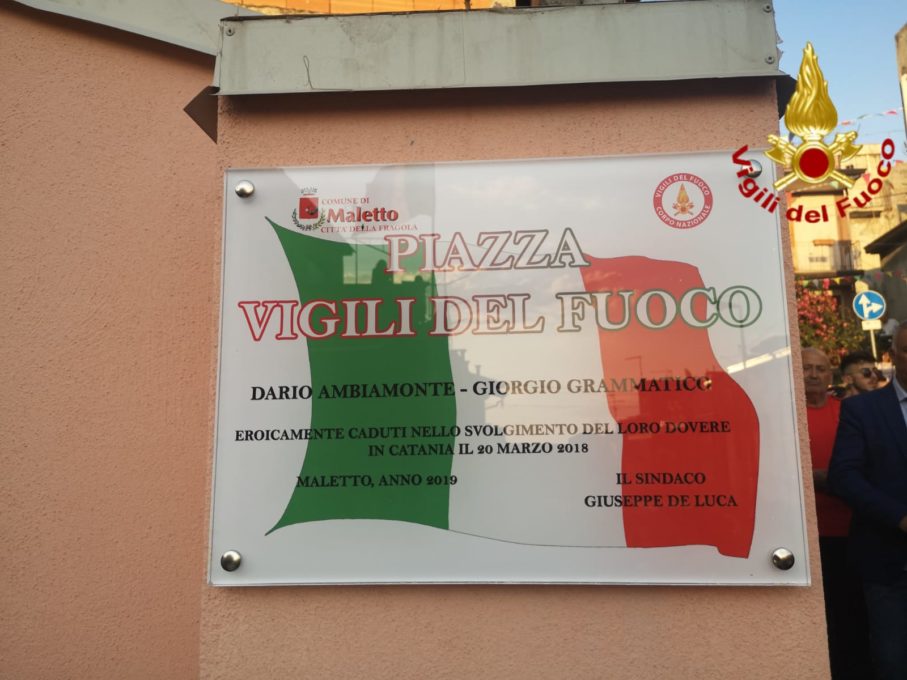 COMUNE DI
Maletto
CITTA' DELLA FRAGOLA
VIGILI DEL FUOCO
CORPO NAZIONALE
Vigili del Fuoco
PIAZZA
VIGILI DEL FUOCO
DARIO AMBIAMONTE - GIORGIO GRAMMATICO
EROICAMENTE CADUTI NELLO SVOLGIMENTO DEL LORO DOVERE
IN CATANIA IL 20 MARZO 2018
MALETTO, ANNO 2019
IL SINDACO
GIUSEPPE DE LUCA